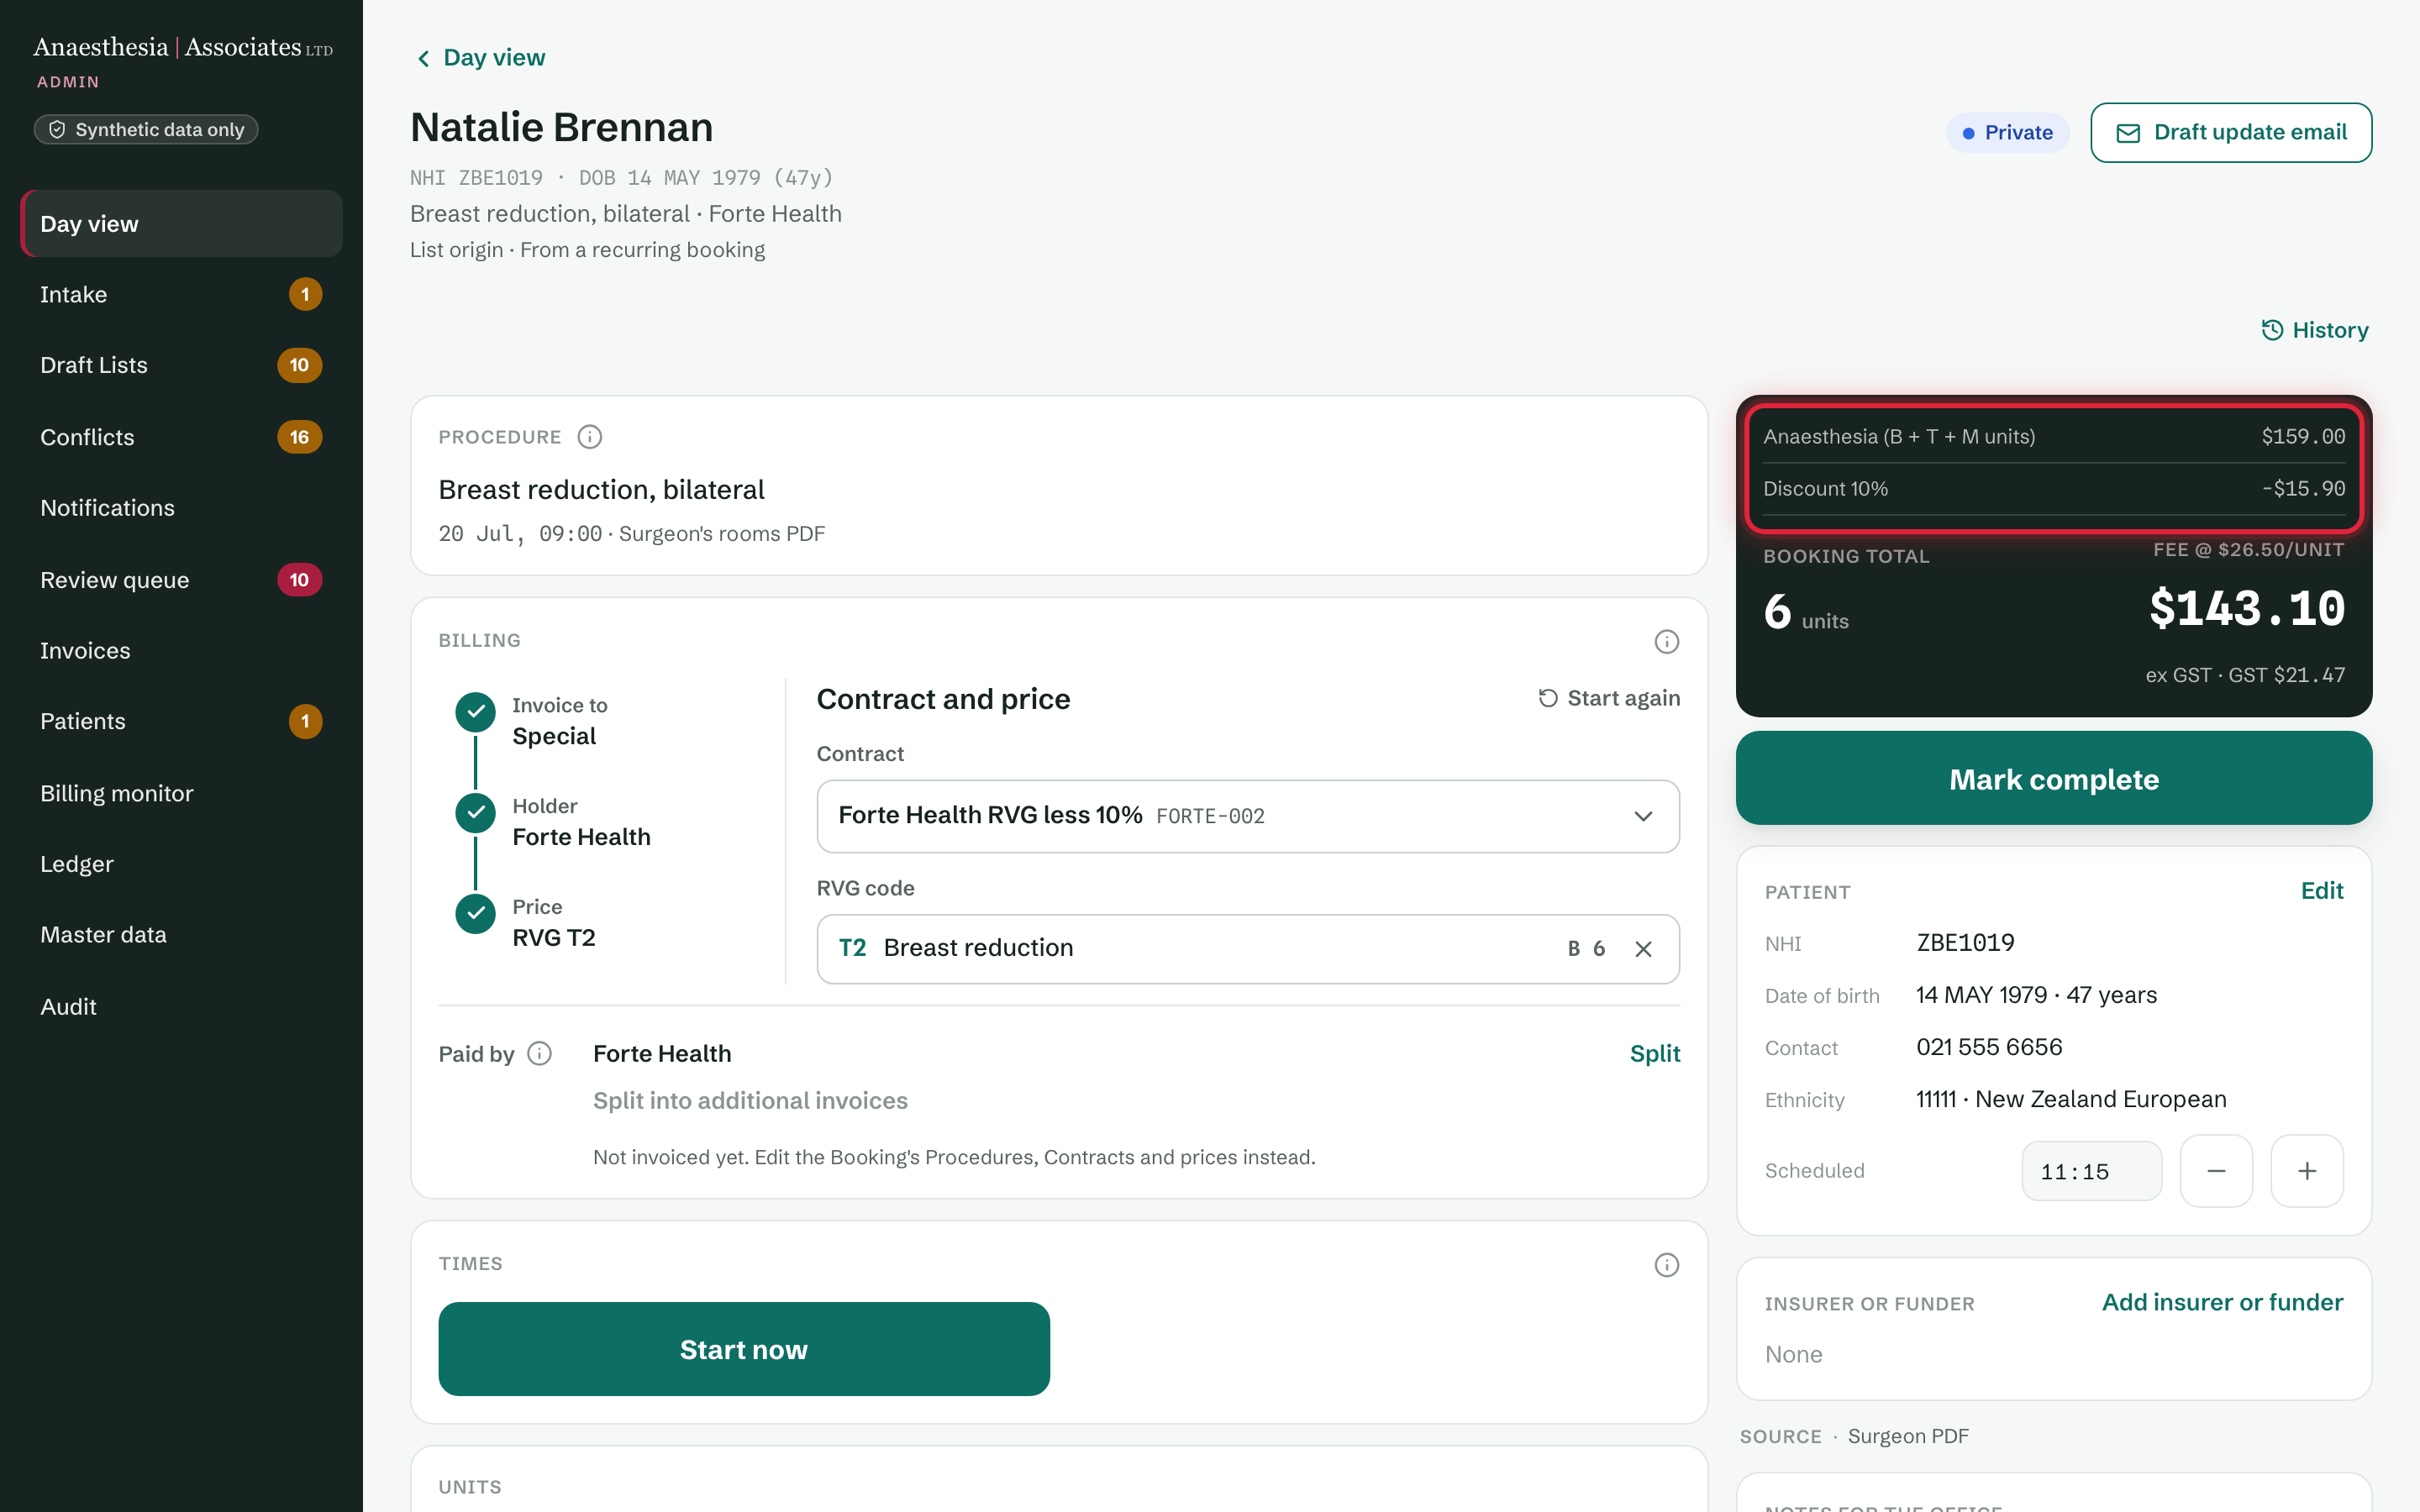 Anaesthesia | Associates LTD
ADMIN
Synthetic data only
Day view
Intake 1
Draft Lists 10
Conflicts 16
Notifications
Review queue 10
Invoices
Patients 1
Billing monitor
Ledger
Master data
Audit
Day view
Natalie Brennan
NHI ZBE1019 · DOB 14 MAY 1979 (47y)
Breast reduction, bilateral · Forte Health
List origin · From a recurring booking
Private
Draft update email
History
PROCEDURE
Breast reduction, bilateral
20 Jul, 09:00 · Surgeon's rooms PDF
BILLING
Invoice to
Special
Holder
Forte Health
Price
RVG T2
Contract and price
Start again
Contract
Forte Health RVG less 10% FORTE-002
RVG code
T2 Breast reduction B 6
Paid by Forte Health Split
Split into additional invoices
Not invoiced yet. Edit the Booking's Procedures, Contracts and prices instead.
TIMES
Start now
UNITS
Anaesthesia (B + T + M units) $159.00
Discount 10% -$15.90
BOOKING TOTAL FEE @ $26.50/UNIT
6 units $143.10
ex GST · GST $21.47
Mark complete
PATIENT Edit
NHI ZBE1019
Date of birth 14 MAY 1979 · 47 years
Contact 021 555 6656
Ethnicity 11111 · New Zealand European
Scheduled 11:15
INSURER OR FUNDER Add insurer or funder
None
SOURCE · Surgeon PDF
NOTES FOR THE OFFICE